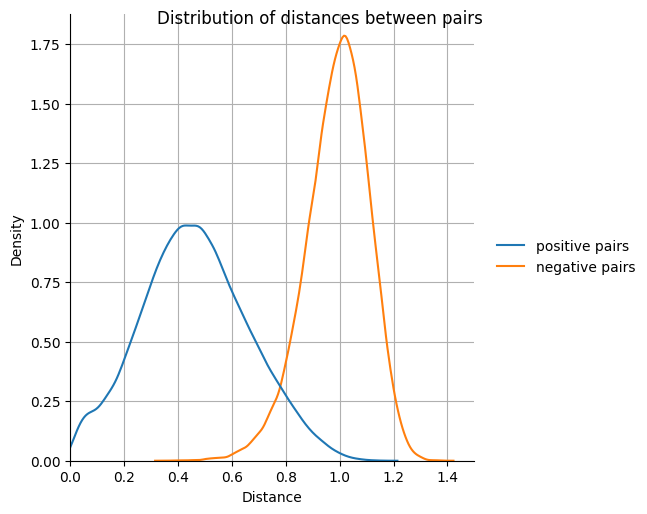 Distribution of distances between pairs
1.75
1.50
1.25
1.00
0.75
0.50
0.25
0.00
Density
0.0 0.2 0.4 0.6 0.8 1.0 1.2 1.4
Distance
positive pairs
negative pairs